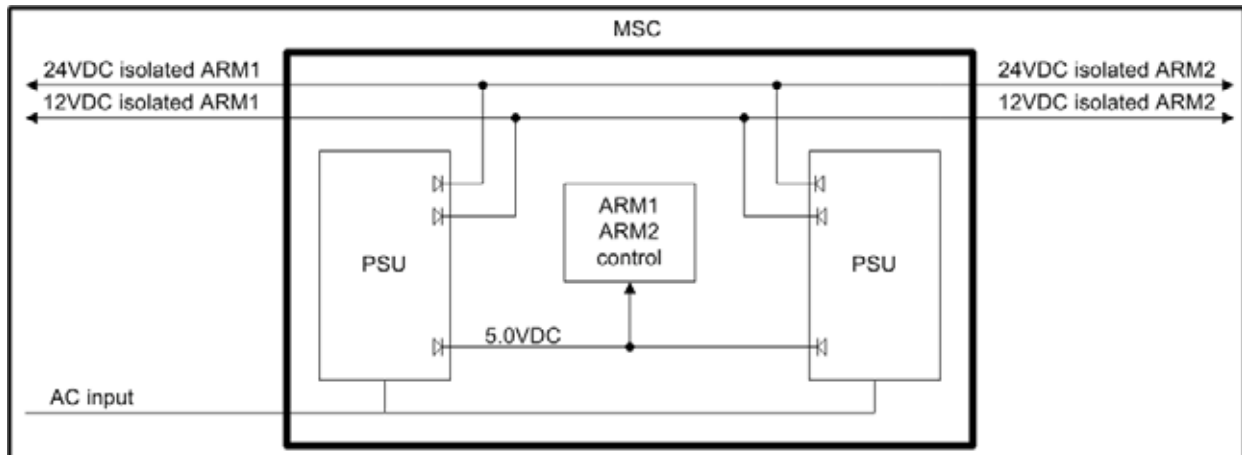 MSC
24VDC isolated ARM1
24VDC isolated ARM2
12VDC isolated ARM1
12VDC isolated ARM2
ARM1
ARM2
control
PSU
PSU
5.0VDC
AC input